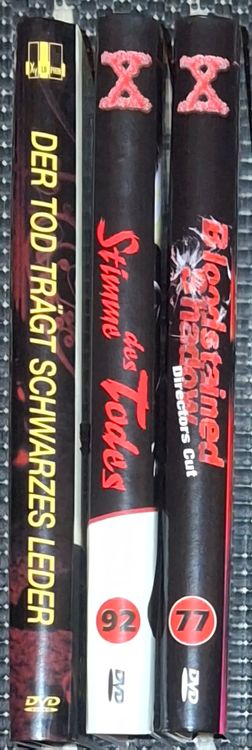 DER TOD TRÄGT SCHWARZES LEDER
DVD
X
Stimme des Todes
92
DVD
X
Bloodstained
Shadow
Directors Cut
77
DVD